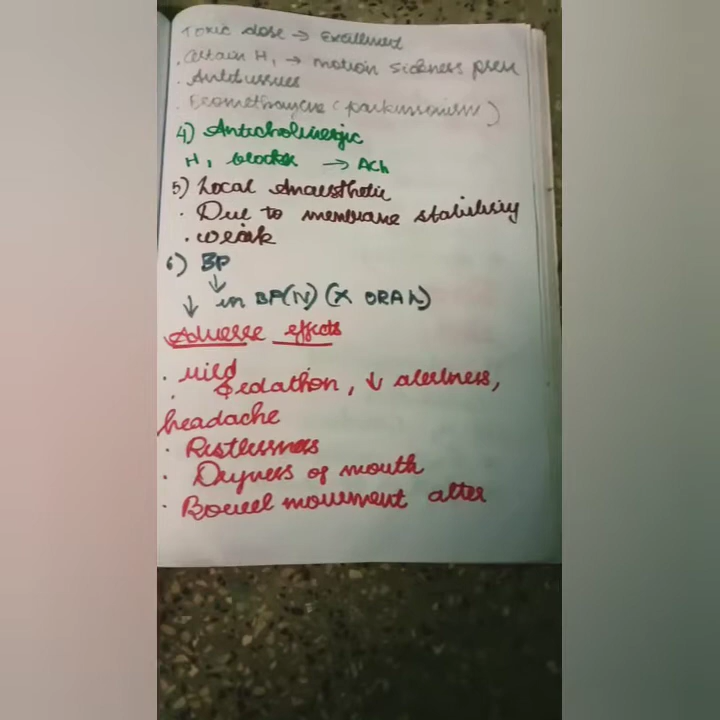 Toxic dose → Excitement
. Certain H1 → motion sickness prev
. Antitussives
. Promethazine (parkinsonism)
4) Anticholinergic
H1 blocker → Ach
5) Local Anaesthetic
. Due to membrane stability
. weak
6) BP
↓
↓ in BP(IV) (X ORAL)
Adverse effects
. Mild
. Sedation, ↓ alertness,
headache
. Restlessness
. Dryness of mouth
. Bowel movement alter